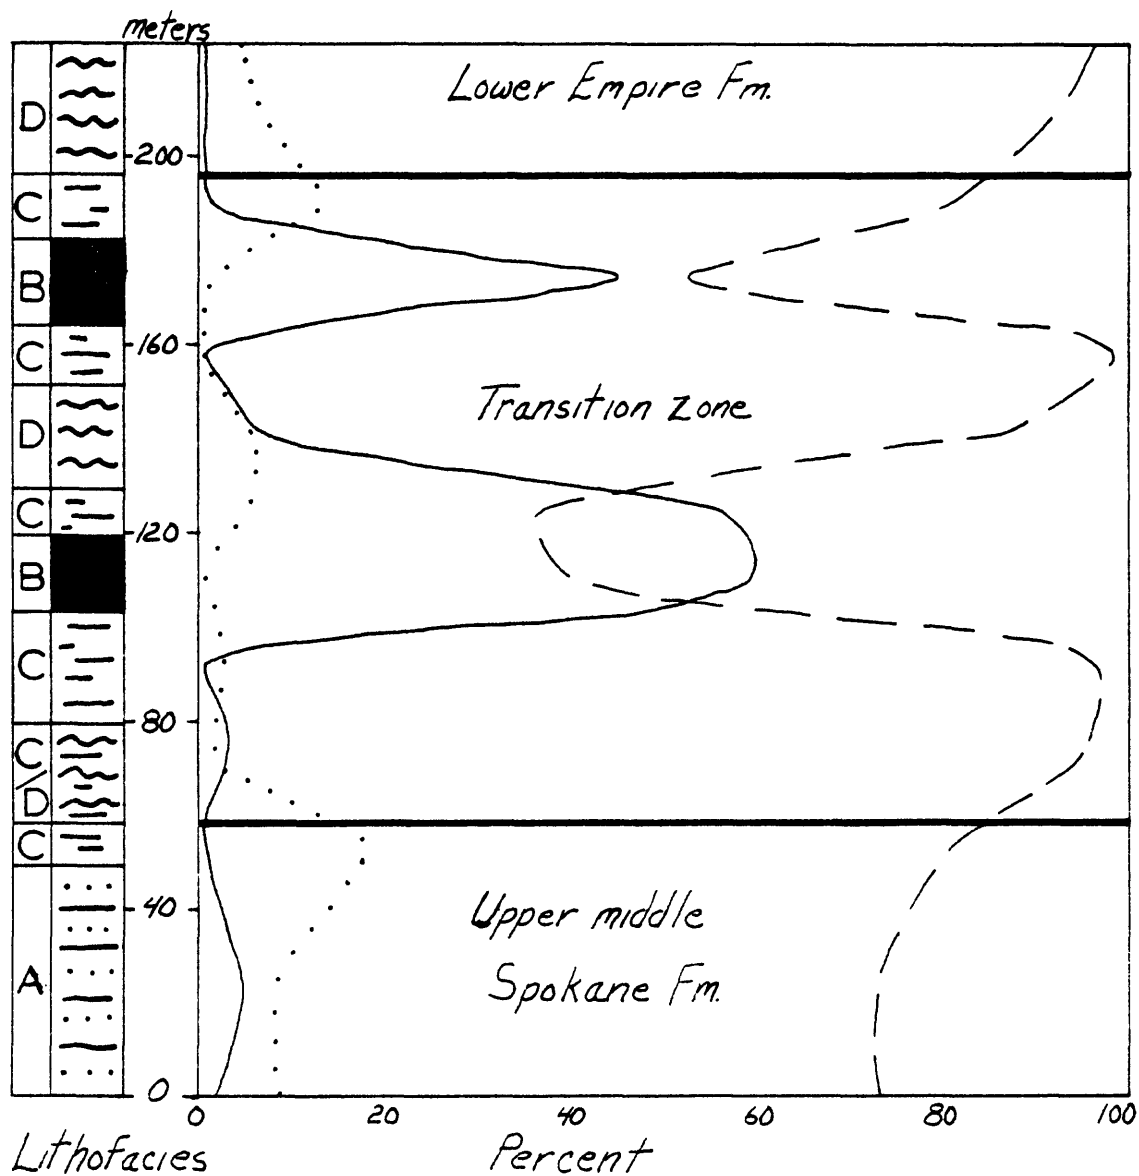 meters
D
Lower Empire Fm.
200
C
B
160
C
Transition zone
D
C
120
B
C
80
C/D
C
40
Upper middle
A
Spokane Fm.
0
0 20 40 60 80 100
Lithofacies Percent